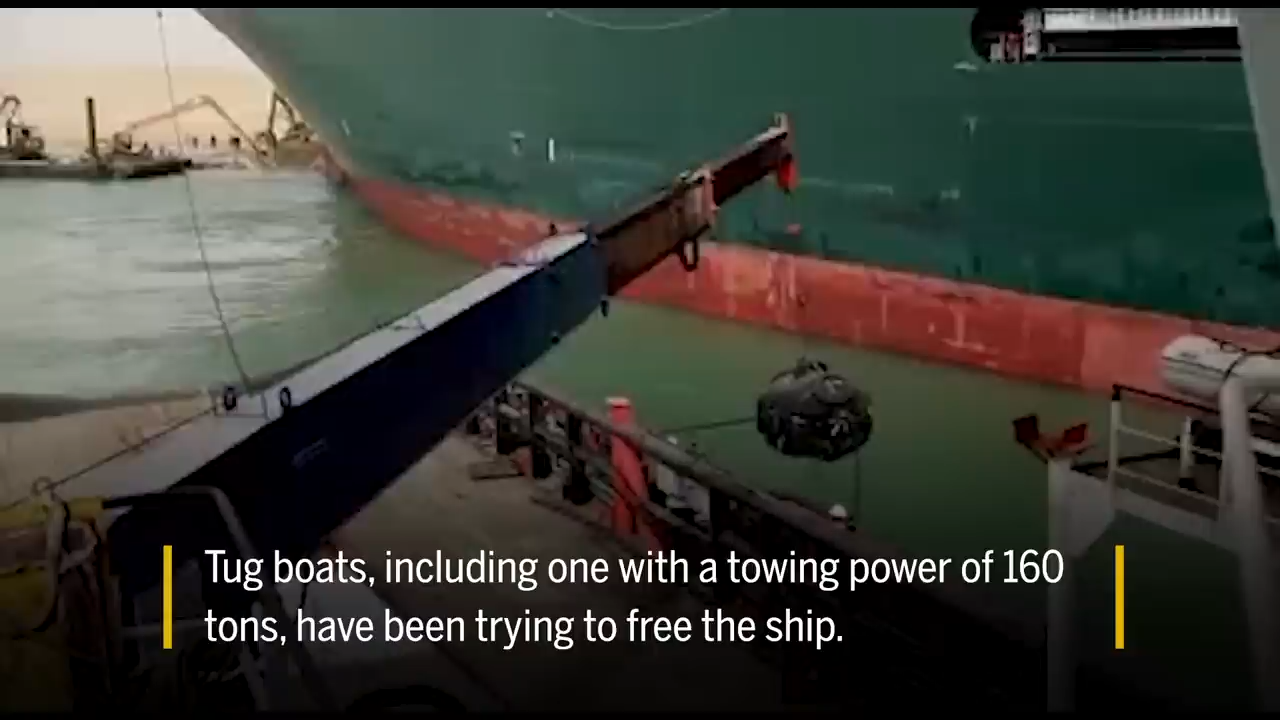 Tug boats, including one with a towing power of 160
tons, have been trying to free the ship.